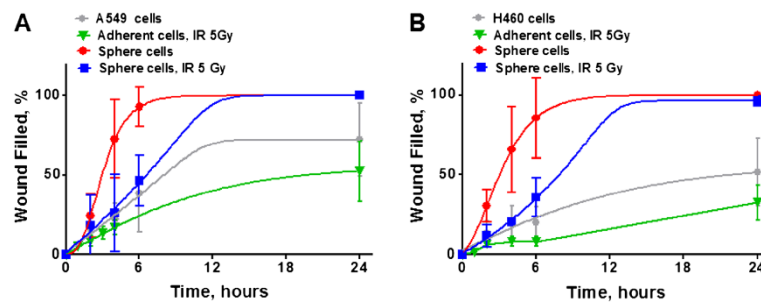 A
A549 cells
Adherent cells, IR 5Gy
Sphere cells
Sphere cells, IR 5 Gy
Wound Filled, %
100
50
0
0 6 12 18 24
Time, hours
B
H460 cells
Adherent cells, IR 5Gy
Sphere cells
Sphere cells, IR 5 Gy
Wound Filled, %
100
50
0
0 6 12 18 24
Time, hours